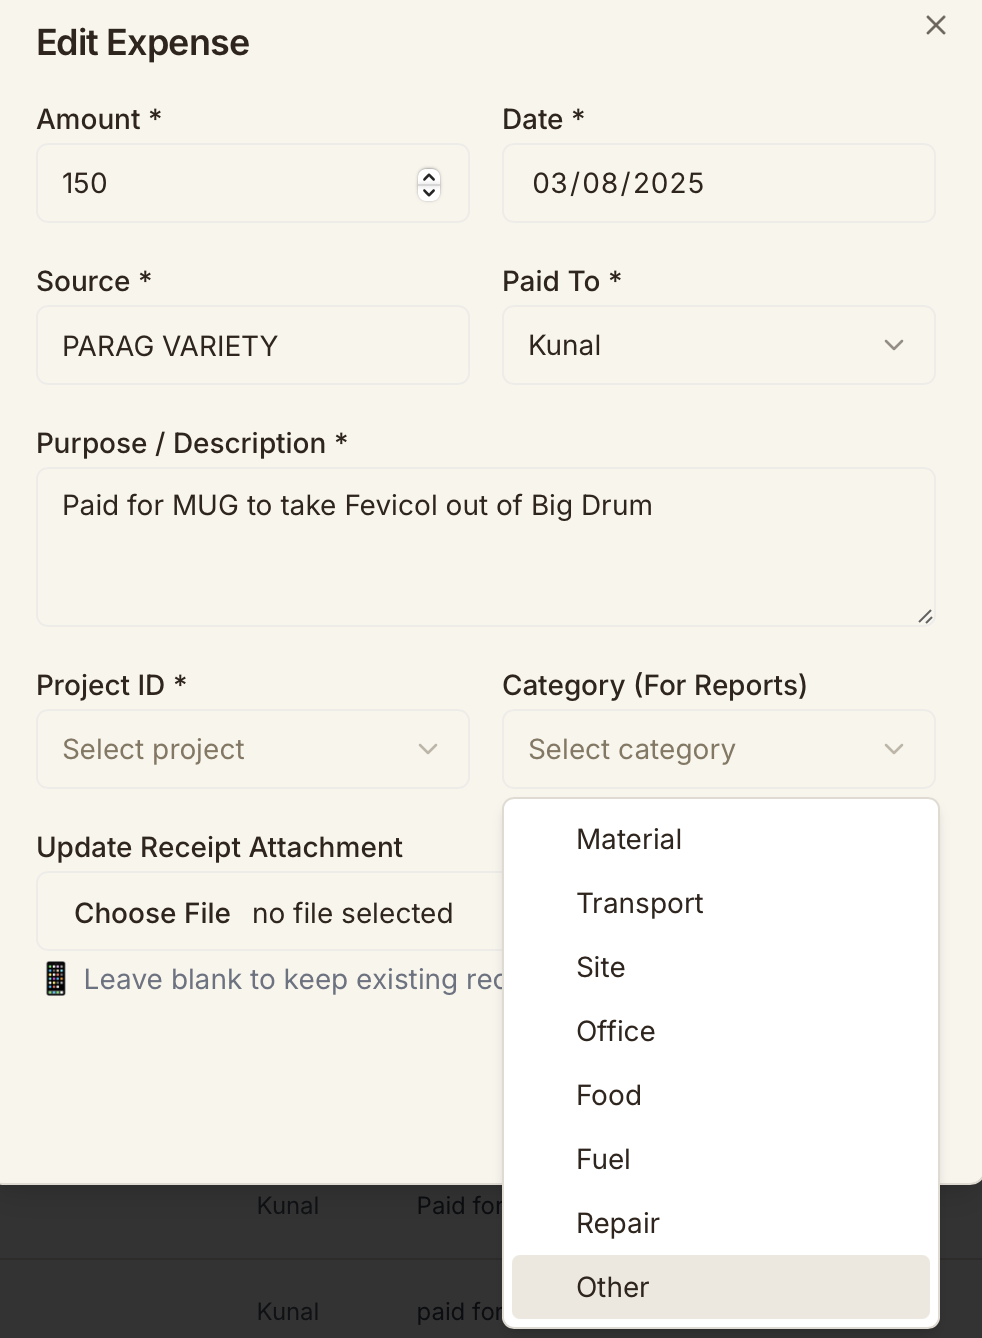 Edit Expense
Amount *
Date *
150
03/08/2025
Source *
Paid To *
PARAG VARIETY
Kunal
Purpose / Description *
Paid for MUG to take Fevicol out of Big Drum
Project ID *
Category (For Reports)
Select project
Select category
Material
Update Receipt Attachment
Transport
Choose File no file selected
Site
Leave blank to keep existing rec
Office
Food
Fuel
Kunal Paid for
Repair
Other
Kunal paid for